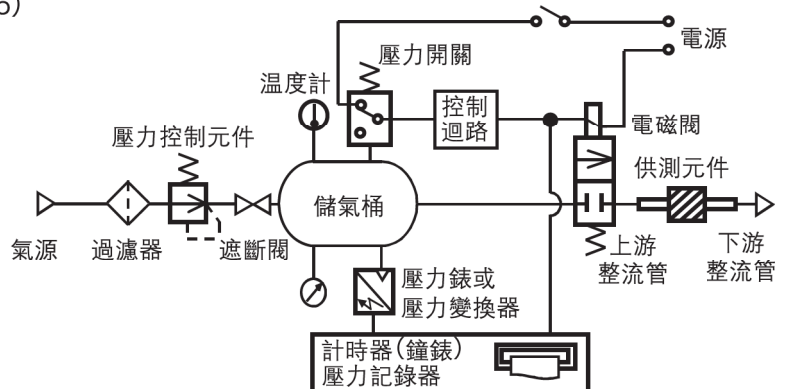 6)
電源
壓力開關
温度計
控制
迴路
電磁閥
壓力控制元件
供測元件
儲氣桶
氣源
過濾器
遮斷閥
上游
整流管
下游
整流管
壓力錶或
壓力變換器
計時器(鐘錶)
壓力記錄器